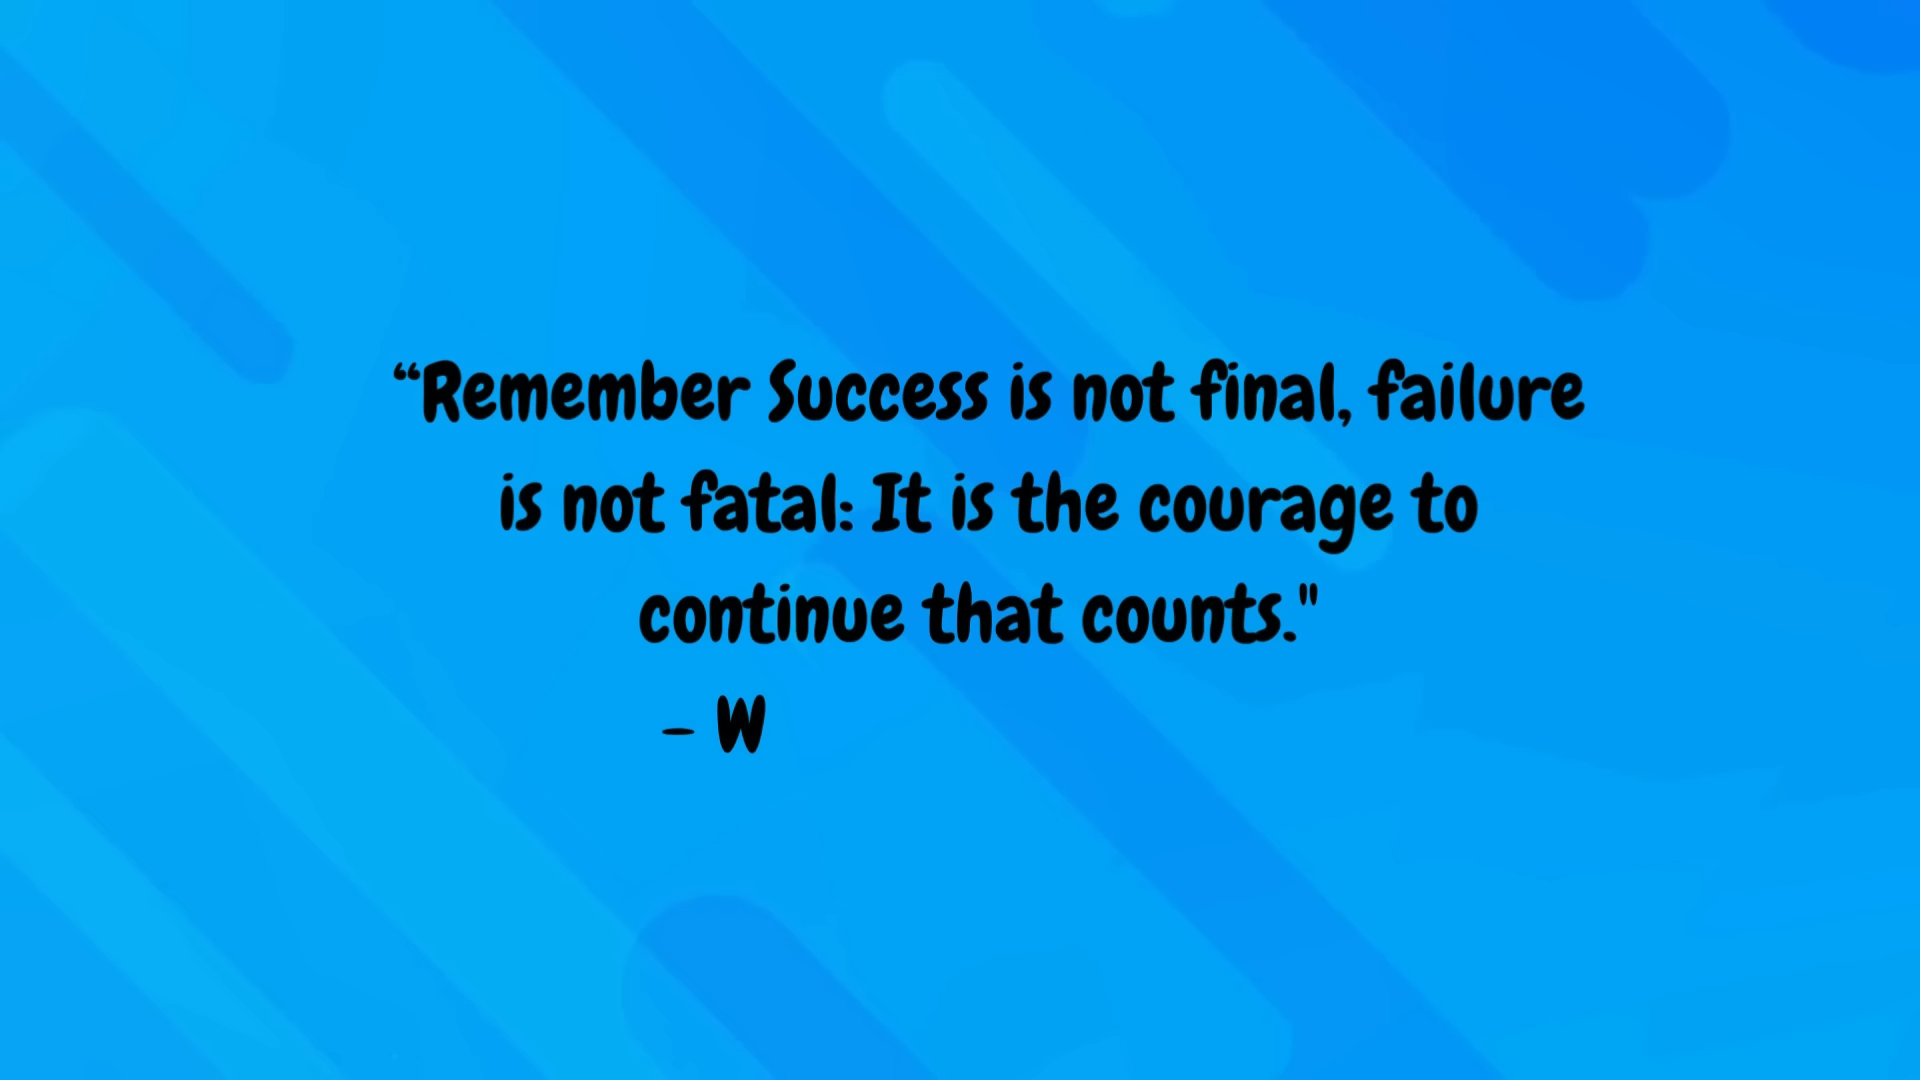 “Remember Success is not final, failure
is not fatal: It is the courage to
continue that counts."
– W